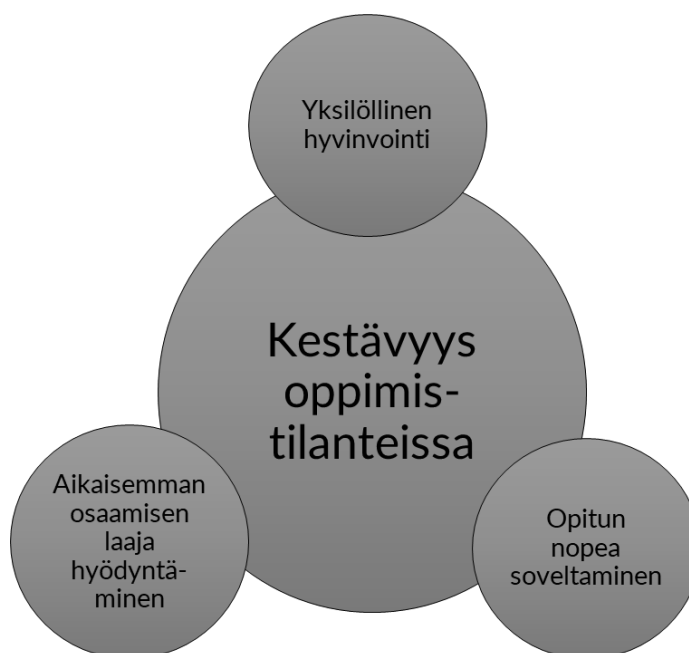 Yksilöllinen
hyvinvointi
Kestävyys
oppimis-
tilanteissa
Aikaisemman
osaamisen
laaja
hyödyntä-
minen
Opitun
nopea
soveltaminen